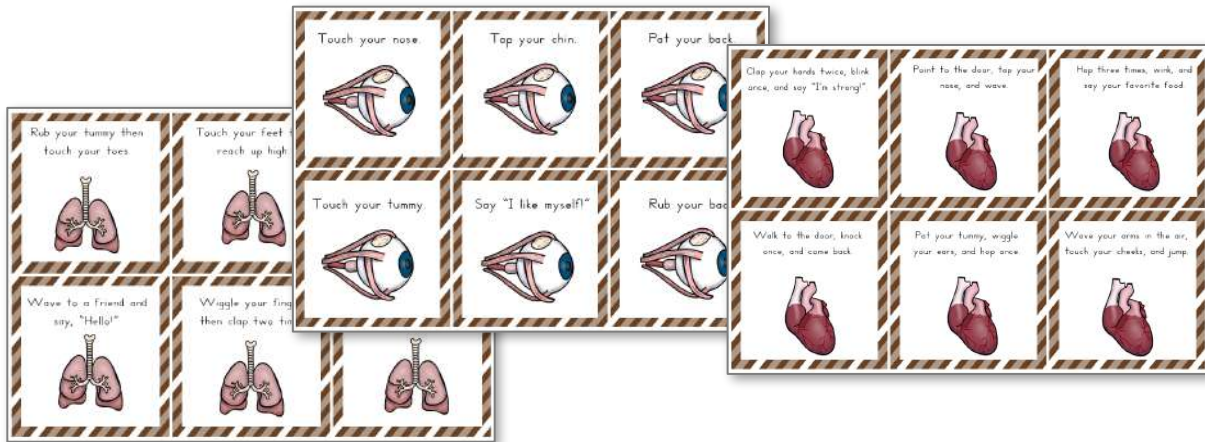 Rub your tummy then
touch your toes.
Touch your feet
reach up high.
Wave to a friend and
say, "Hello!"
Wiggle your
then clap two
Touch your nose.
Tap your chin.
Pat your back.
Touch your tummy.
Say "I like myself!"
Rub your
Clap your hands twice, blink
once, and say "I'm strong!"
Point to the door, tap your
nose, and wave.
Hop three times, wink, and
say your favorite food.
Walk to the door, knock
once, and come back.
Pat your tummy, wiggle
your ears, and hop once.
Wave your arms in the air,
touch your cheeks, and jump.